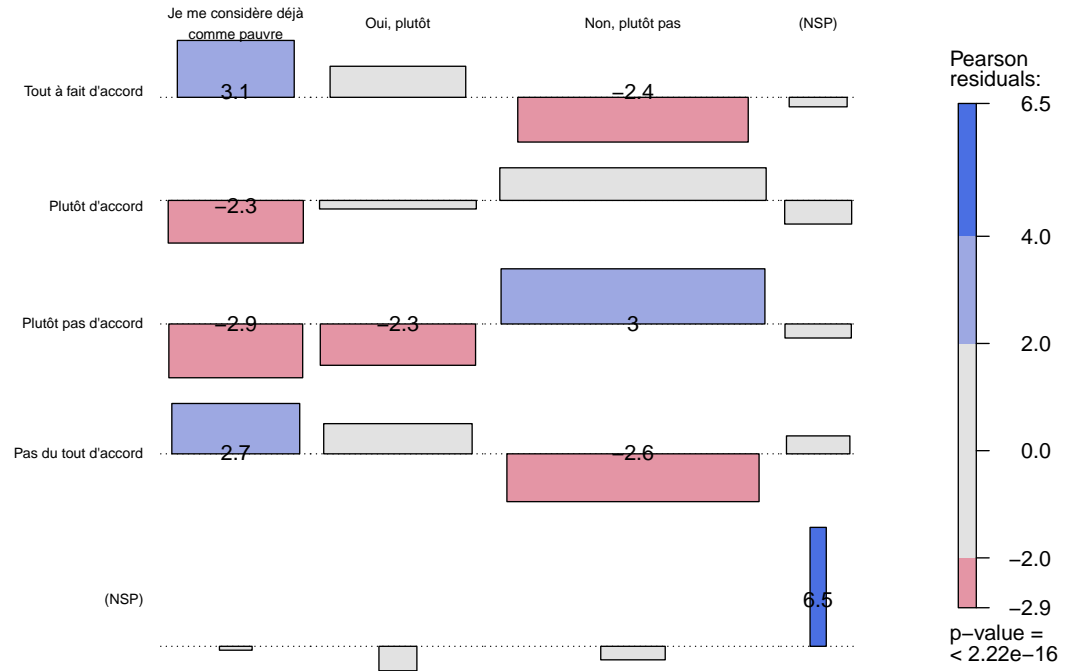 Je me considère déjà
comme pauvre
Oui, plutôt
Non, plutôt pas
(NSP)
Tout à fait d'accord
3.1
−2.4
Plutôt d'accord
−2.3
Plutôt pas d'accord
−2.9
−2.3
3
Pas du tout d'accord
2.7
−2.6
(NSP)
6.5
Pearson
residuals:
6.5
4.0
2.0
0.0
−2.0
−2.9
p−value =
< 2.22e−16